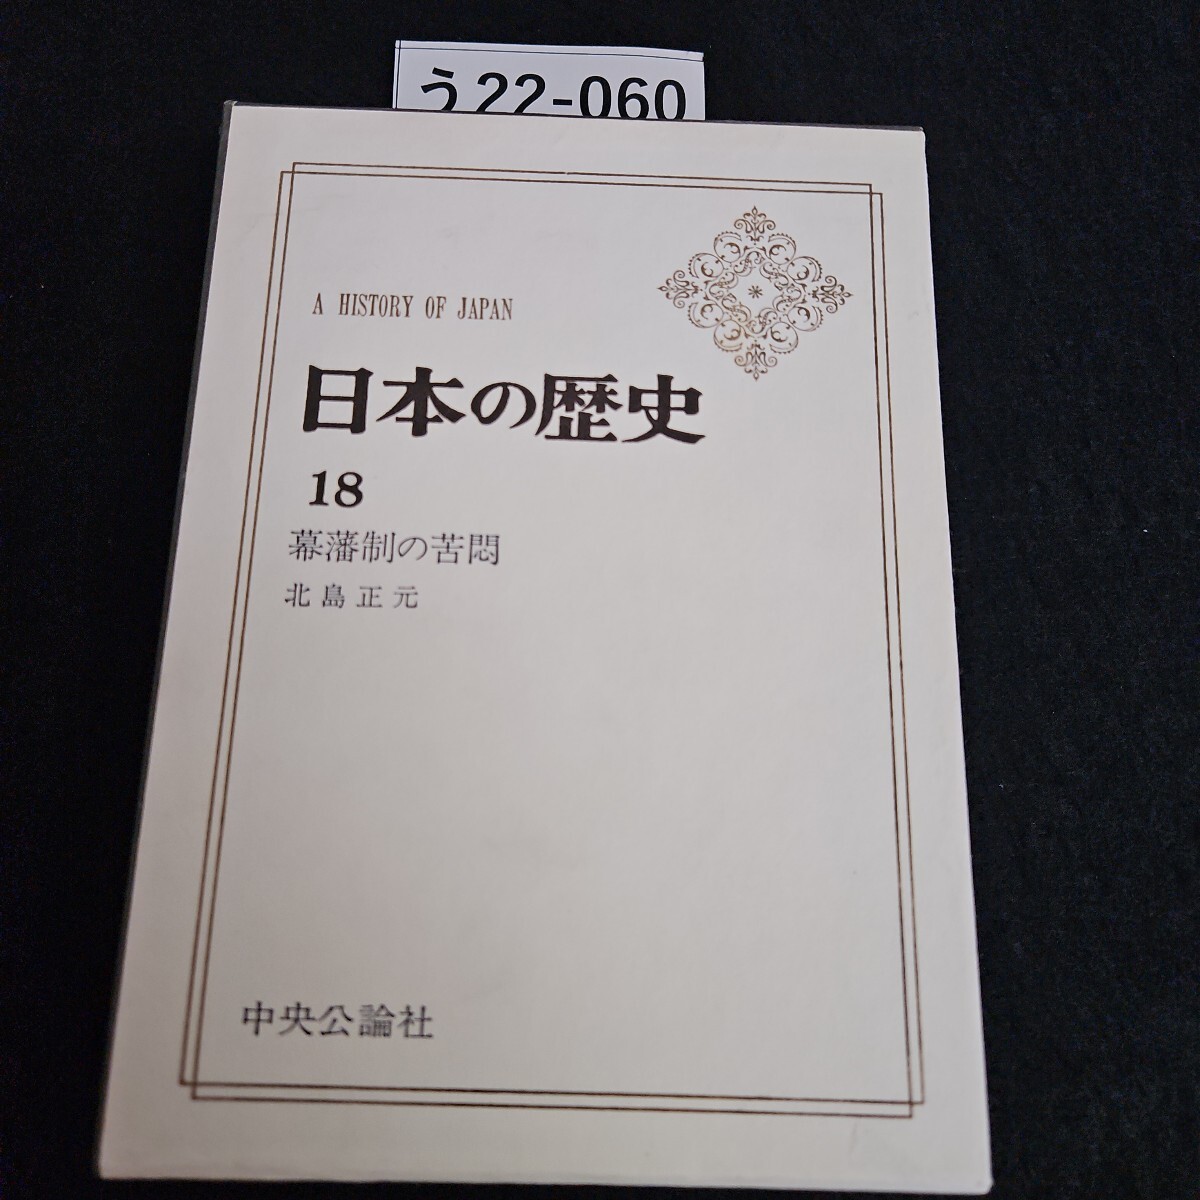 う22-060
A HISTORY OF JAPAN
日本の歴史
18
幕藩制の苦悶
北島正元
中央公論社